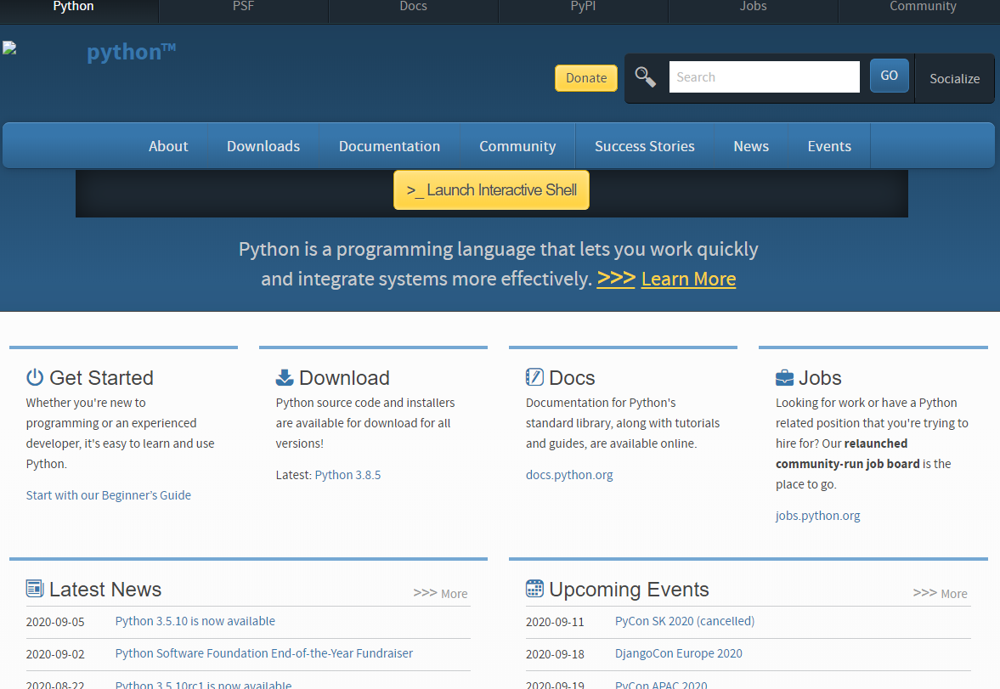 Python PSF Docs PyPI Jobs Community
python™
Donate Search GO Socialize
About Downloads Documentation Community Success Stories News Events
>_ Launch Interactive Shell
Python is a programming language that lets you work quickly
and integrate systems more effectively. >>> Learn More
Get Started
Whether you're new to
programming or an experienced
developer, it's easy to learn and use
Python.
Start with our Beginner’s Guide
Download
Python source code and installers
are available for download for all
versions!
Latest: Python 3.8.5
Docs
Documentation for Python's
standard library, along with tutorials
and guides, are available online.
docs.python.org
Jobs
Looking for work or have a Python
related position that you're trying to
hire for? Our relaunched
community-run job board is the
place to go.
jobs.python.org
Latest News >>> More
2020-09-05 Python 3.5.10 is now available
2020-09-02 Python Software Foundation End-of-the-Year Fundraiser
2020-08-22 Python 3.5.10rc1 is now available
Upcoming Events >>> More
2020-09-11 PyCon SK 2020 (cancelled)
2020-09-18 DjangoCon Europe 2020
2020-09-19 PyCon APAC 2020